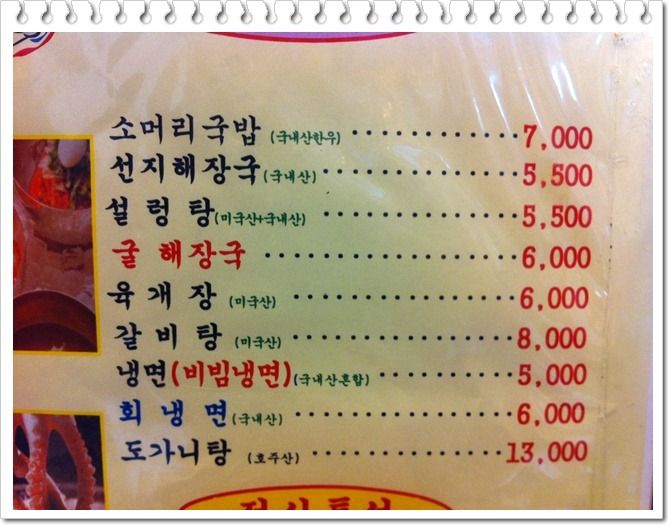 소머리국밥 (국내산한우) ·················· 7,000
선지해장국 (국내산) ····················· 5,500
설렁탕 (미국산+국내산) ·················· 5,500
굴해장국 ························· 6,000
육개장 (미국산) ······················ 6,000
갈비탕 (미국산) ······················ 8,000
냉면(비빔냉면)(국내산혼합) ··············· 5,000
회냉면 (국내산) ······················ 6,000
도가니탕 (호주산) ···················· 13,000